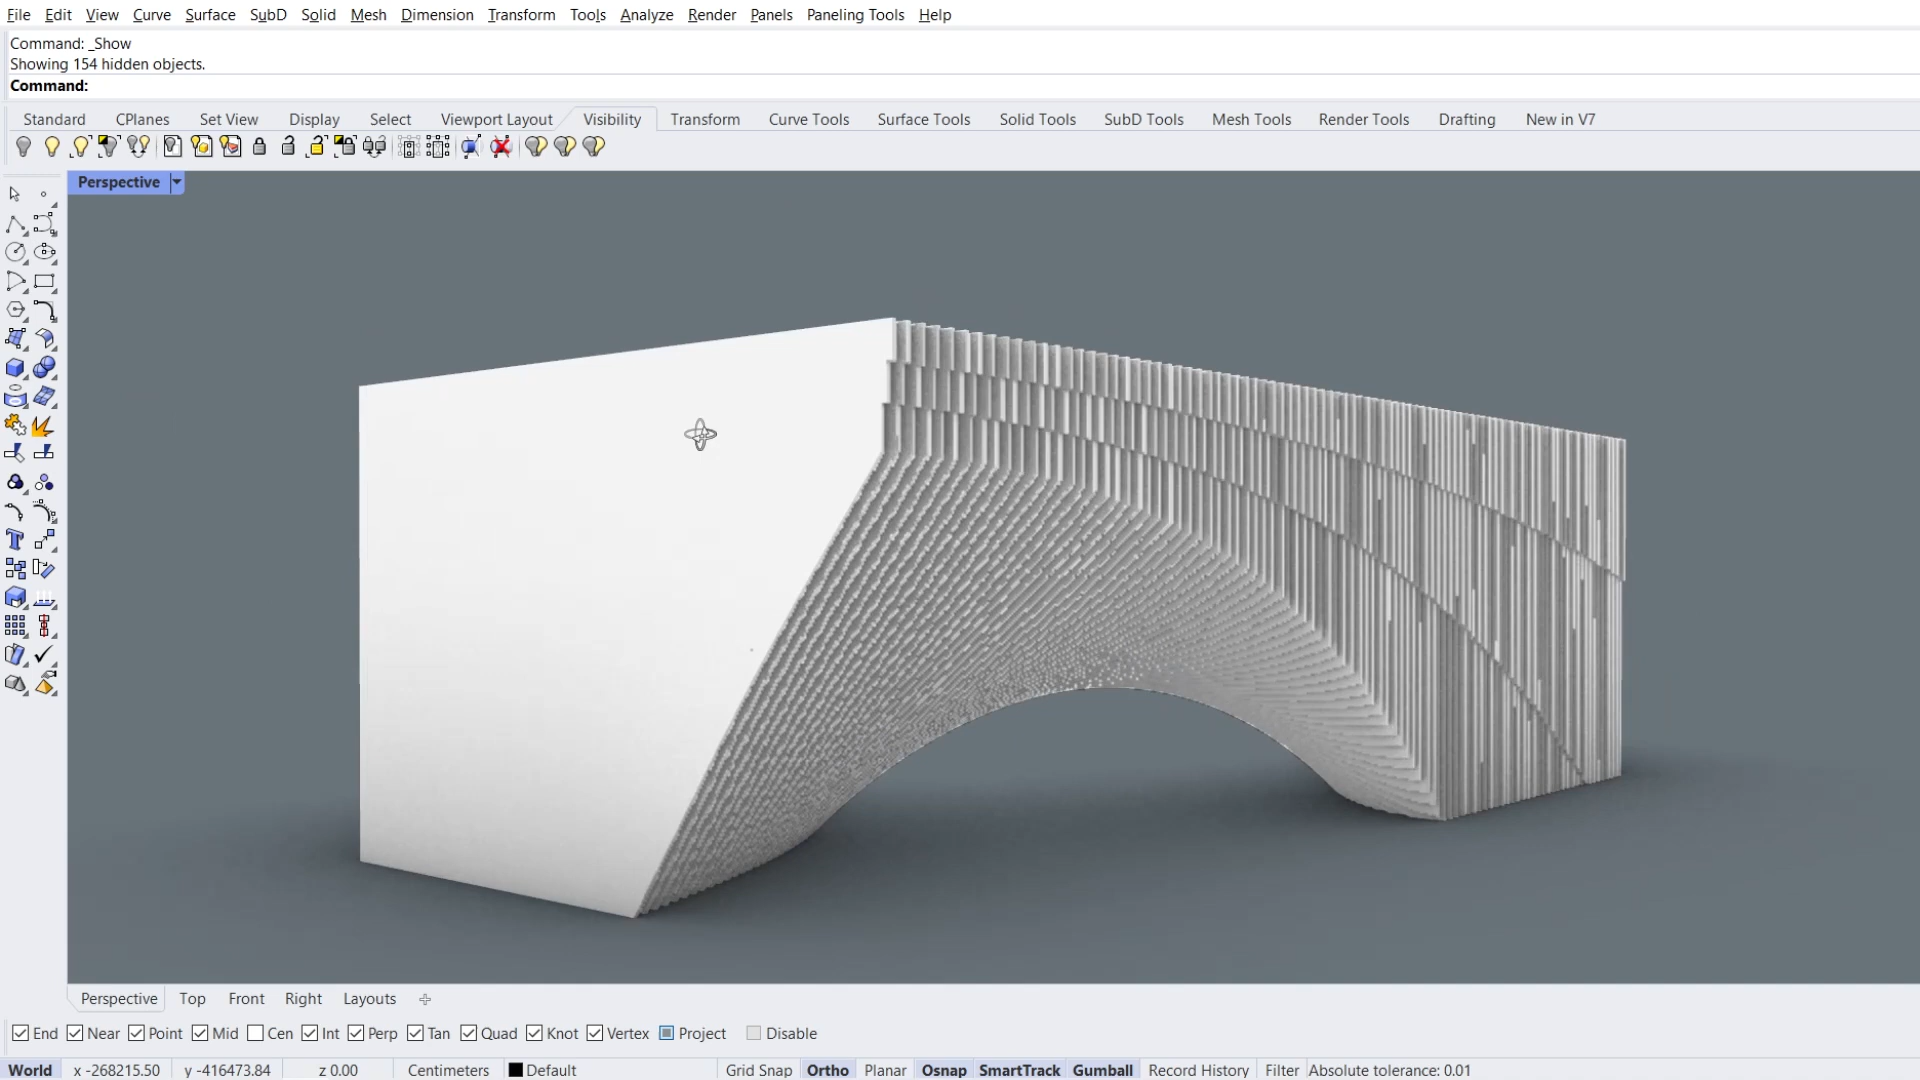 File Edit View Curve Surface SubD Solid Mesh Dimension Transform Tools Analyze Render Panels Paneling Tools Help
Command: _Show
Showing 154 hidden objects.
Command:
Standard CPlanes Set View Display Select Viewport Layout Visibility Transform Curve Tools Surface Tools Solid Tools SubD Tools Mesh Tools Render Tools Drafting New in V7
Perspective
Perspective Top Front Right Layouts
End Near Point Mid Cen Int Perp Tan Quad Knot Vertex Project Disable
World x -268215.50 y -416473.84 z 0.00 Centimeters Default Grid Snap Ortho Planar Osnap SmartTrack Gumball Record History Filter Absolute tolerance: 0.01